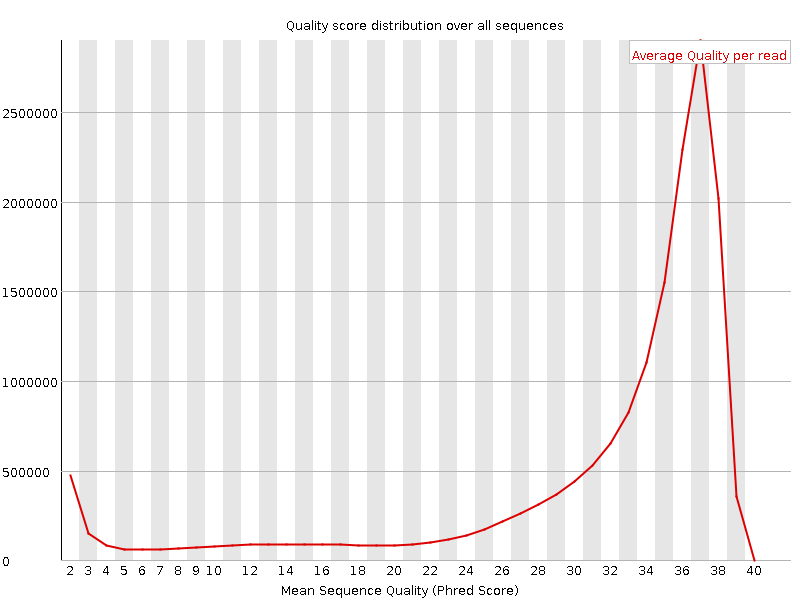 Quality score distribution over all sequences
Average Quality per read
2500000
2000000
1500000
1000000
500000
0
2 3 4 5 6 7 8 9 10 12 14 16 18 20 22 24 26 28 30 32 34 36 38 40
Mean Sequence Quality (Phred Score)